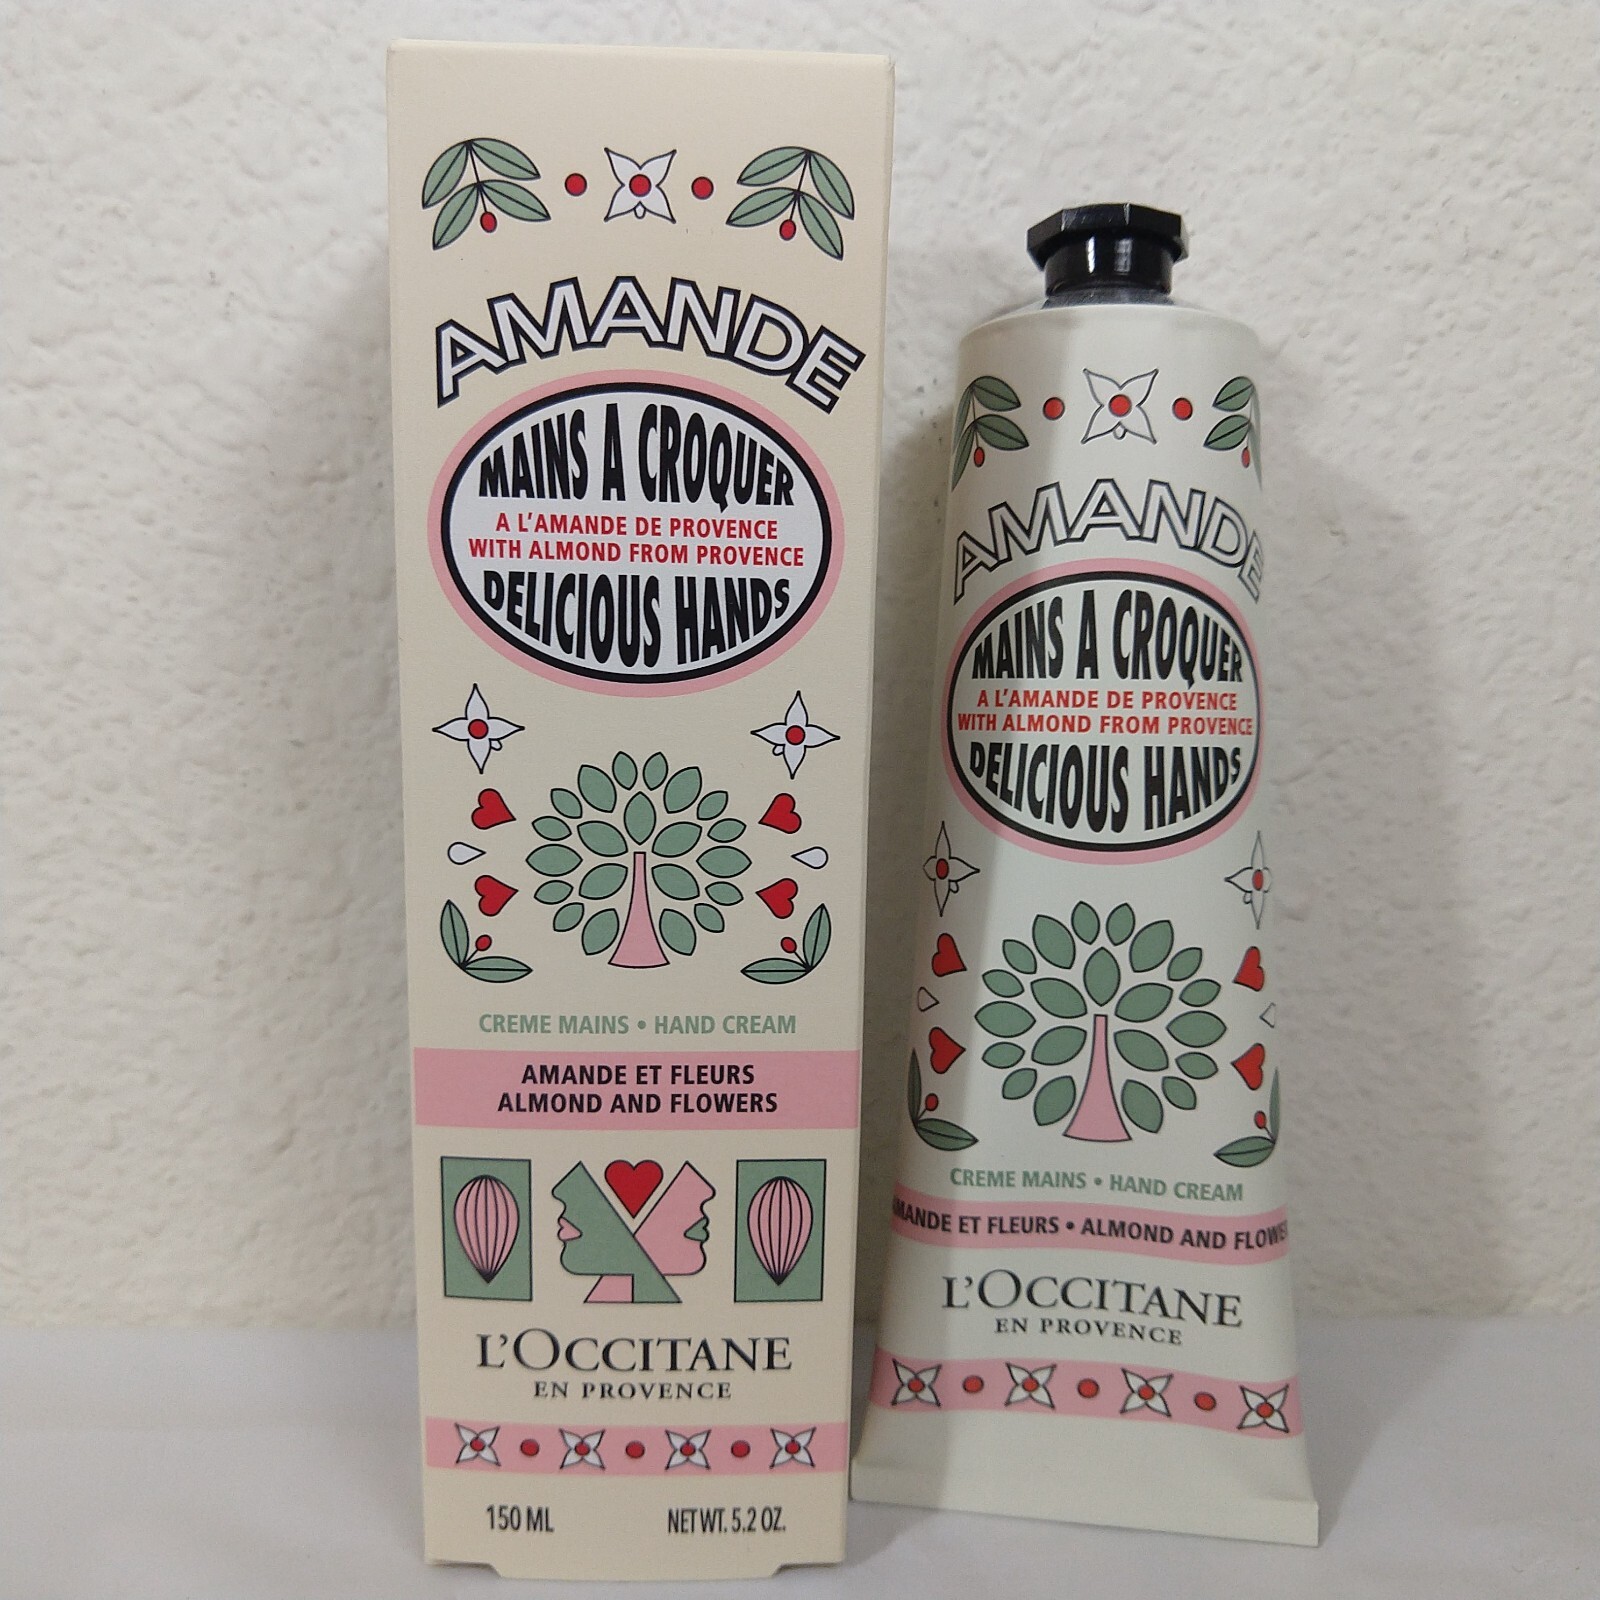 AMANDE
MAINS A CROQUER
A L'AMANDE DE PROVENCE
WITH ALMOND FROM PROVENCE
DELICIOUS HANDS
CREME MAINS • HAND CREAM
AMANDE ET FLEURS
ALMOND AND FLOWERS
L'OCCITANE
EN PROVENCE
150 ML NET WT. 5.2 OZ.
AMANDE
MAINS A CROQUER
A L'AMANDE DE PROVENCE
WITH ALMOND FROM PROVENCE
DELICIOUS HANDS
CREME MAINS • HAND CREAM
MANDE ET FLEURS • ALMOND AND FLOWE
L'OCCITANE
EN PROVENCE